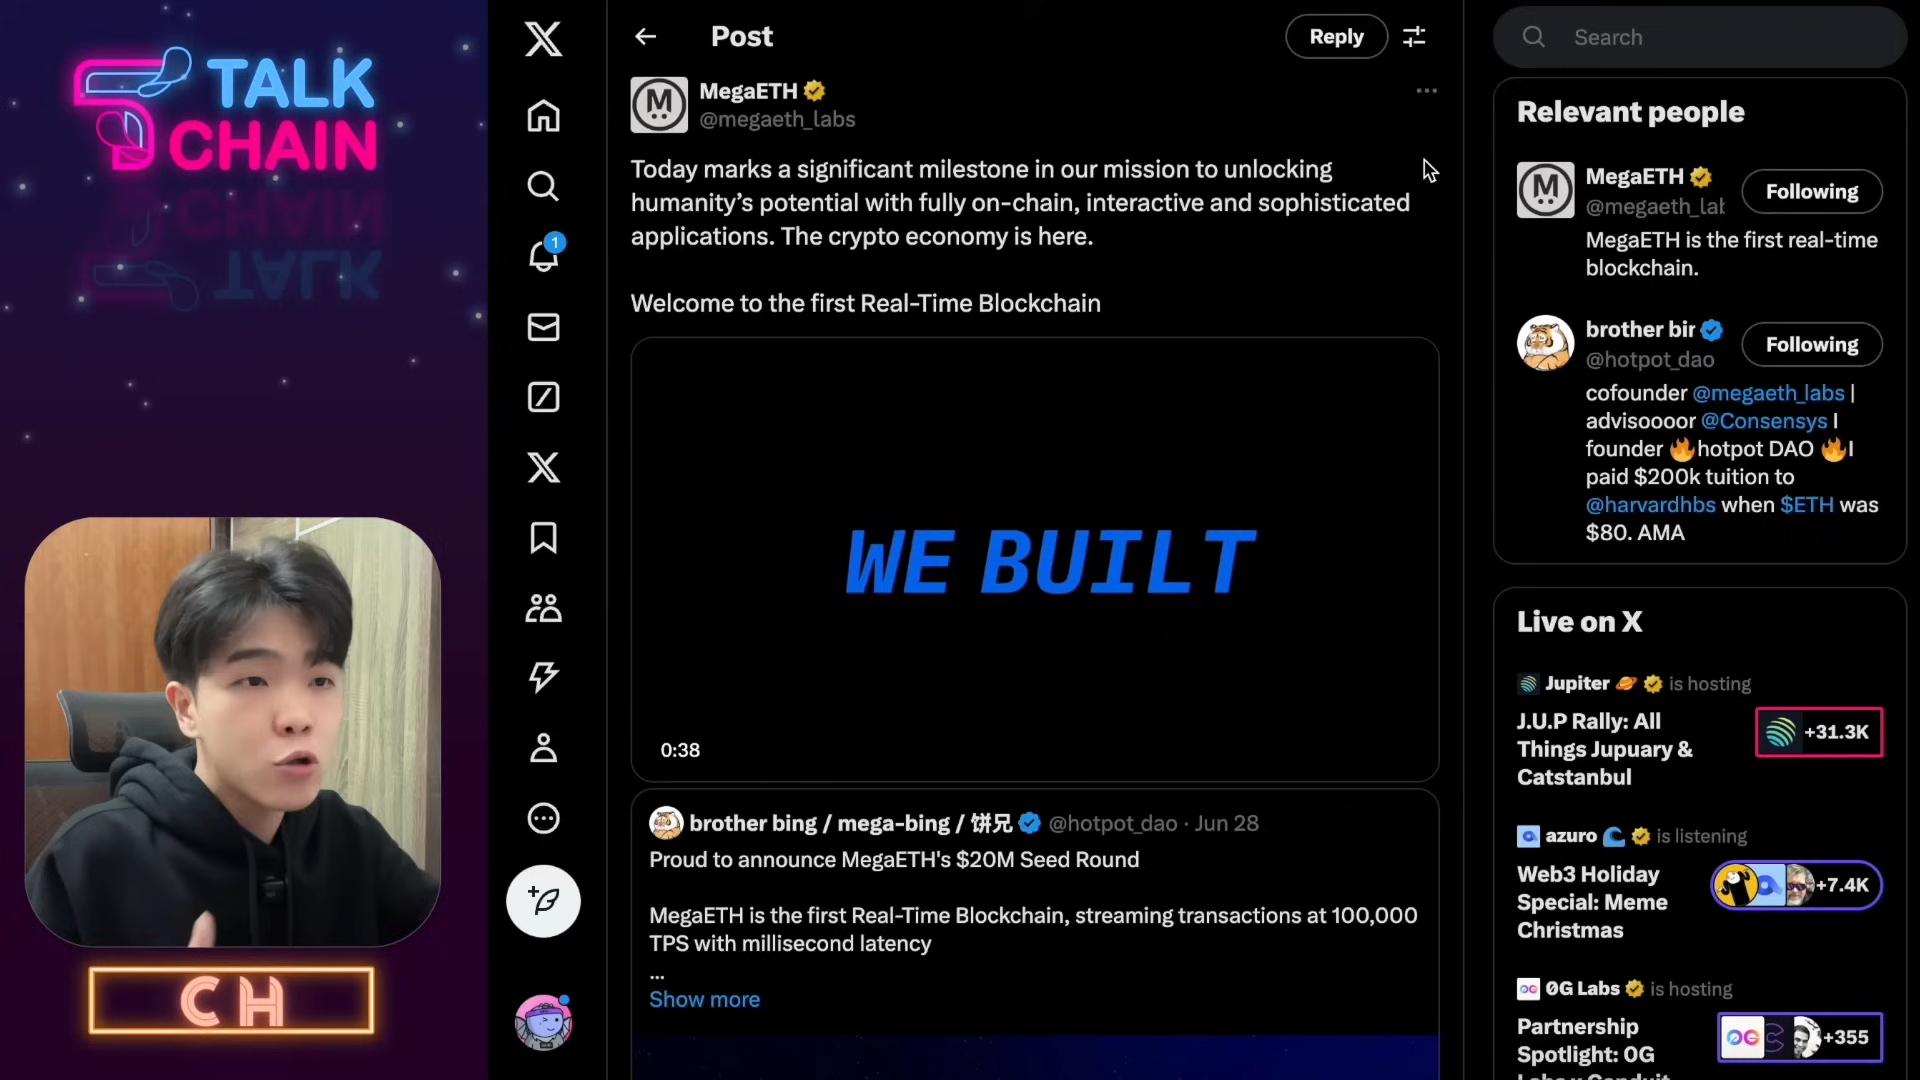 TALK
CHAIN
CH
Post
Reply
MegaETH
@megaeth_labs
Today marks a significant milestone in our mission to unlocking
humanity’s potential with fully on-chain, interactive and sophisticated
applications. The crypto economy is here.
Welcome to the first Real-Time Blockchain
WE BUILT
0:38
brother bing / mega-bing / 饼兄 @hotpot_dao · Jun 28
Proud to announce MegaETH's $20M Seed Round
MegaETH is the first Real-Time Blockchain, streaming transactions at 100,000
TPS with millisecond latency
...
Show more
1
Search
Relevant people
MegaETH
@megaeth_lab
Following
MegaETH is the first real-time
blockchain.
brother bir
@hotpot_dao
Following
cofounder @megaeth_labs |
advisoooor @Consensys I
founder 🔥hotpot DAO 🔥I
paid $200k tuition to
@harvardhbs when $ETH was
$80. AMA
Live on X
Jupiter 🪐 is hosting
J.U.P Rally: All
Things Jupuary &
Catstanbul
+31.3K
azuro 🌊 is listening
Web3 Holiday
Special: Meme
Christmas
+7.4K
0G Labs is hosting
Partnership
Spotlight: 0G
+355